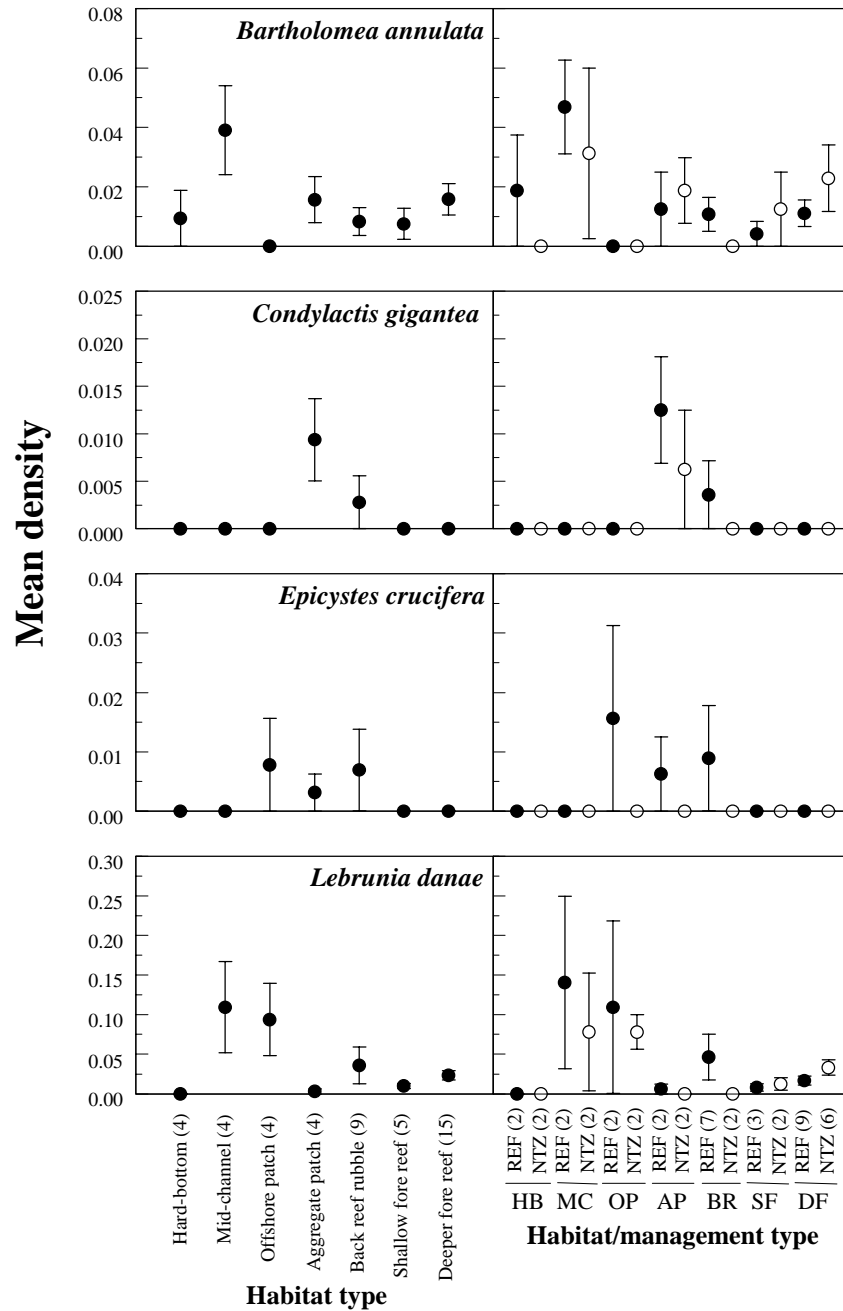 Mean density
Bartholomea annulata
0.08
0.06
0.04
0.02
0.00
Condylactis gigantea
0.025
0.020
0.015
0.010
0.005
0.000
Epicystes crucifera
0.04
0.03
0.02
0.01
0.00
Lebrunia danae
0.30
0.25
0.20
0.15
0.10
0.05
0.00
Hard-bottom (4)
Mid-channel (4)
Offshore patch (4)
Aggregate patch (4)
Back reef rubble (9)
Shallow fore reef (5)
Deeper fore reef (15)
Habitat type
REF (2)
NTZ (2)
REF (2)
NTZ (2)
REF (2)
NTZ (2)
REF (2)
NTZ (2)
REF (7)
NTZ (2)
REF (3)
NTZ (2)
REF (9)
NTZ (6)
HB MC OP AP BR SF DF
Habitat/management type